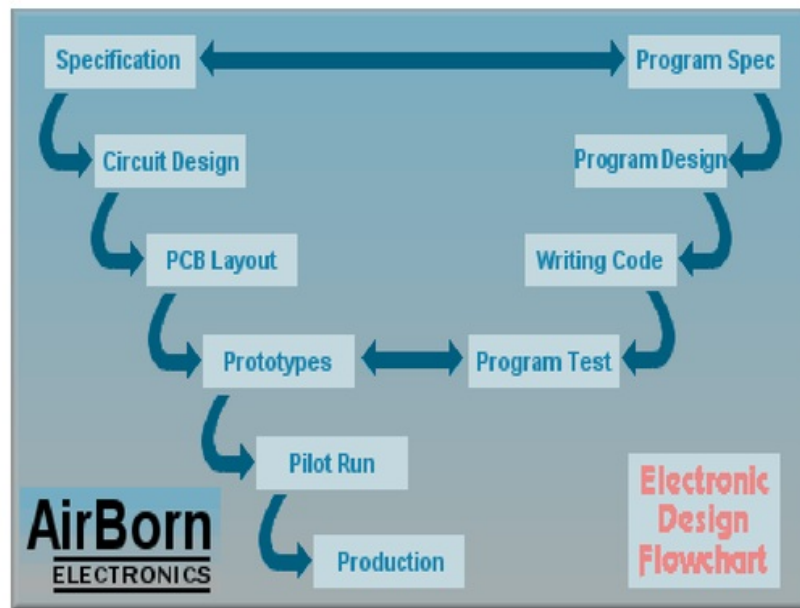 Specification
Program Spec
Circuit Design
Program Design
PCB Layout
Writing Code
Prototypes
Program Test
Pilot Run
Production
AirBorn
ELECTRONICS
Electronic
Design
Flowchart